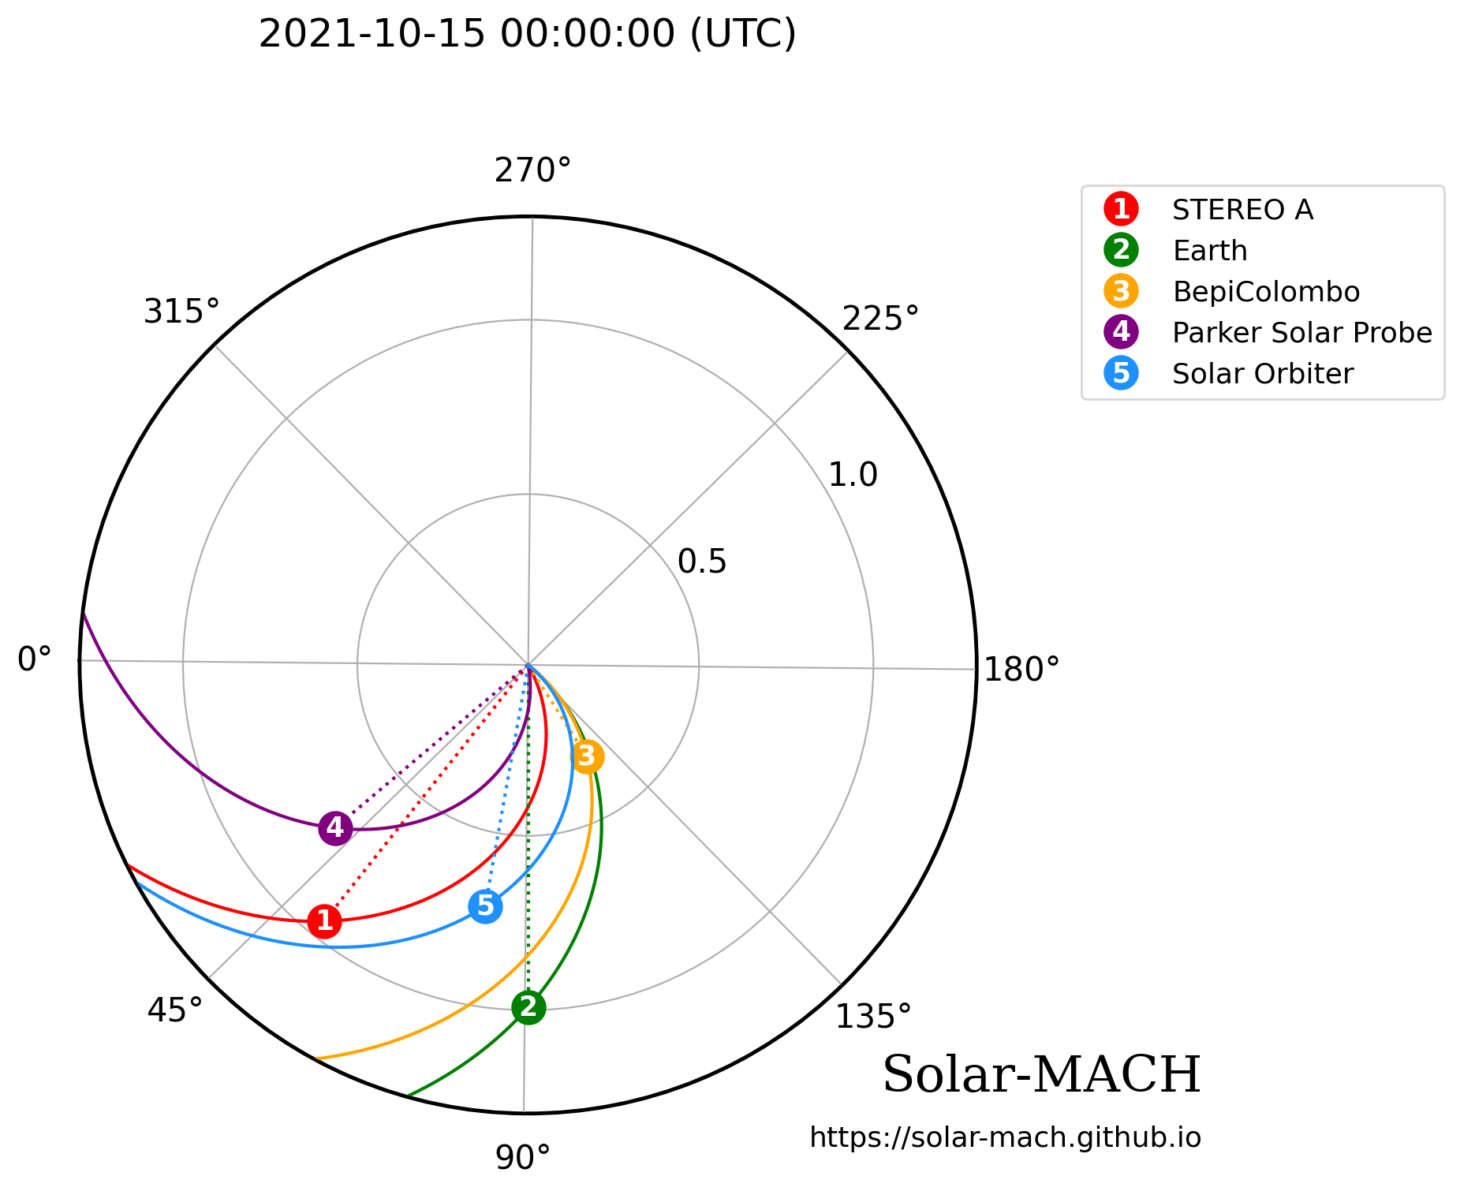 2021-10-15 00:00:00 (UTC)
270°
315°
225°
1 STEREO A
2 Earth
3 BepiColombo
4 Parker Solar Probe
5 Solar Orbiter
1.0
0.5
0°
180°
3
4
5
1
2
45°
135°
90°
Solar-MACH
https://solar-mach.github.io